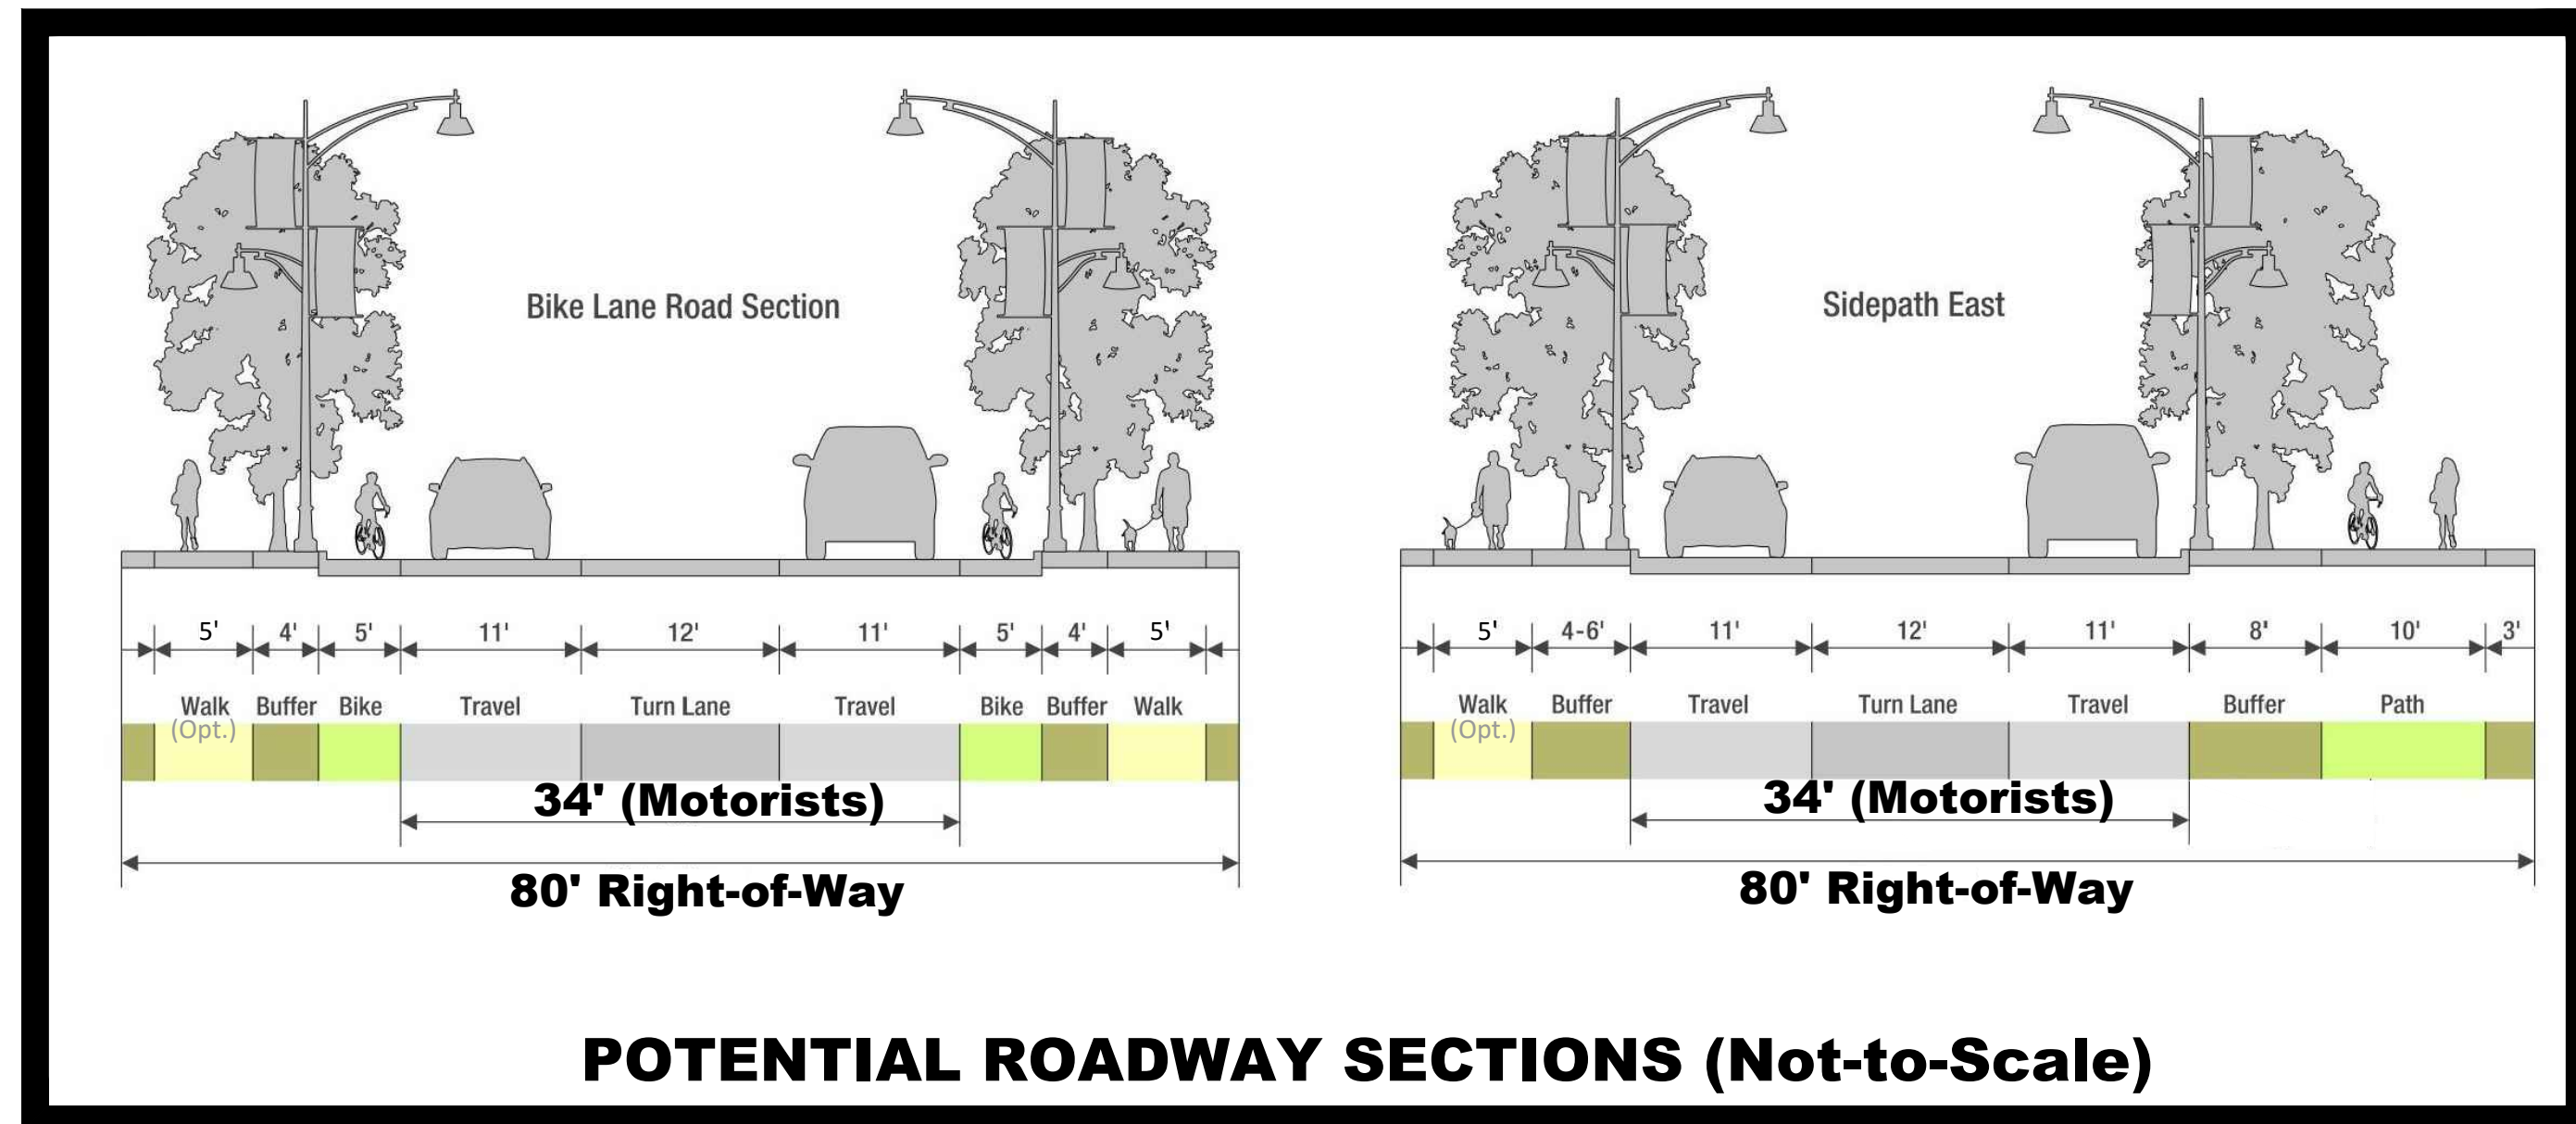 Bike Lane Road Section
5' 4' 5' 11' 12' 11' 5' 4' 5'
Walk Buffer Bike Travel Turn Lane Travel Bike Buffer Walk
(Opt.)
34' (Motorists)
80' Right-of-Way
Sidepath East
5' 4-6' 11' 12' 11' 8' 10' 3'
Walk Buffer Travel Turn Lane Travel Buffer Path
(Opt.)
34' (Motorists)
80' Right-of-Way
POTENTIAL ROADWAY SECTIONS (Not-to-Scale)